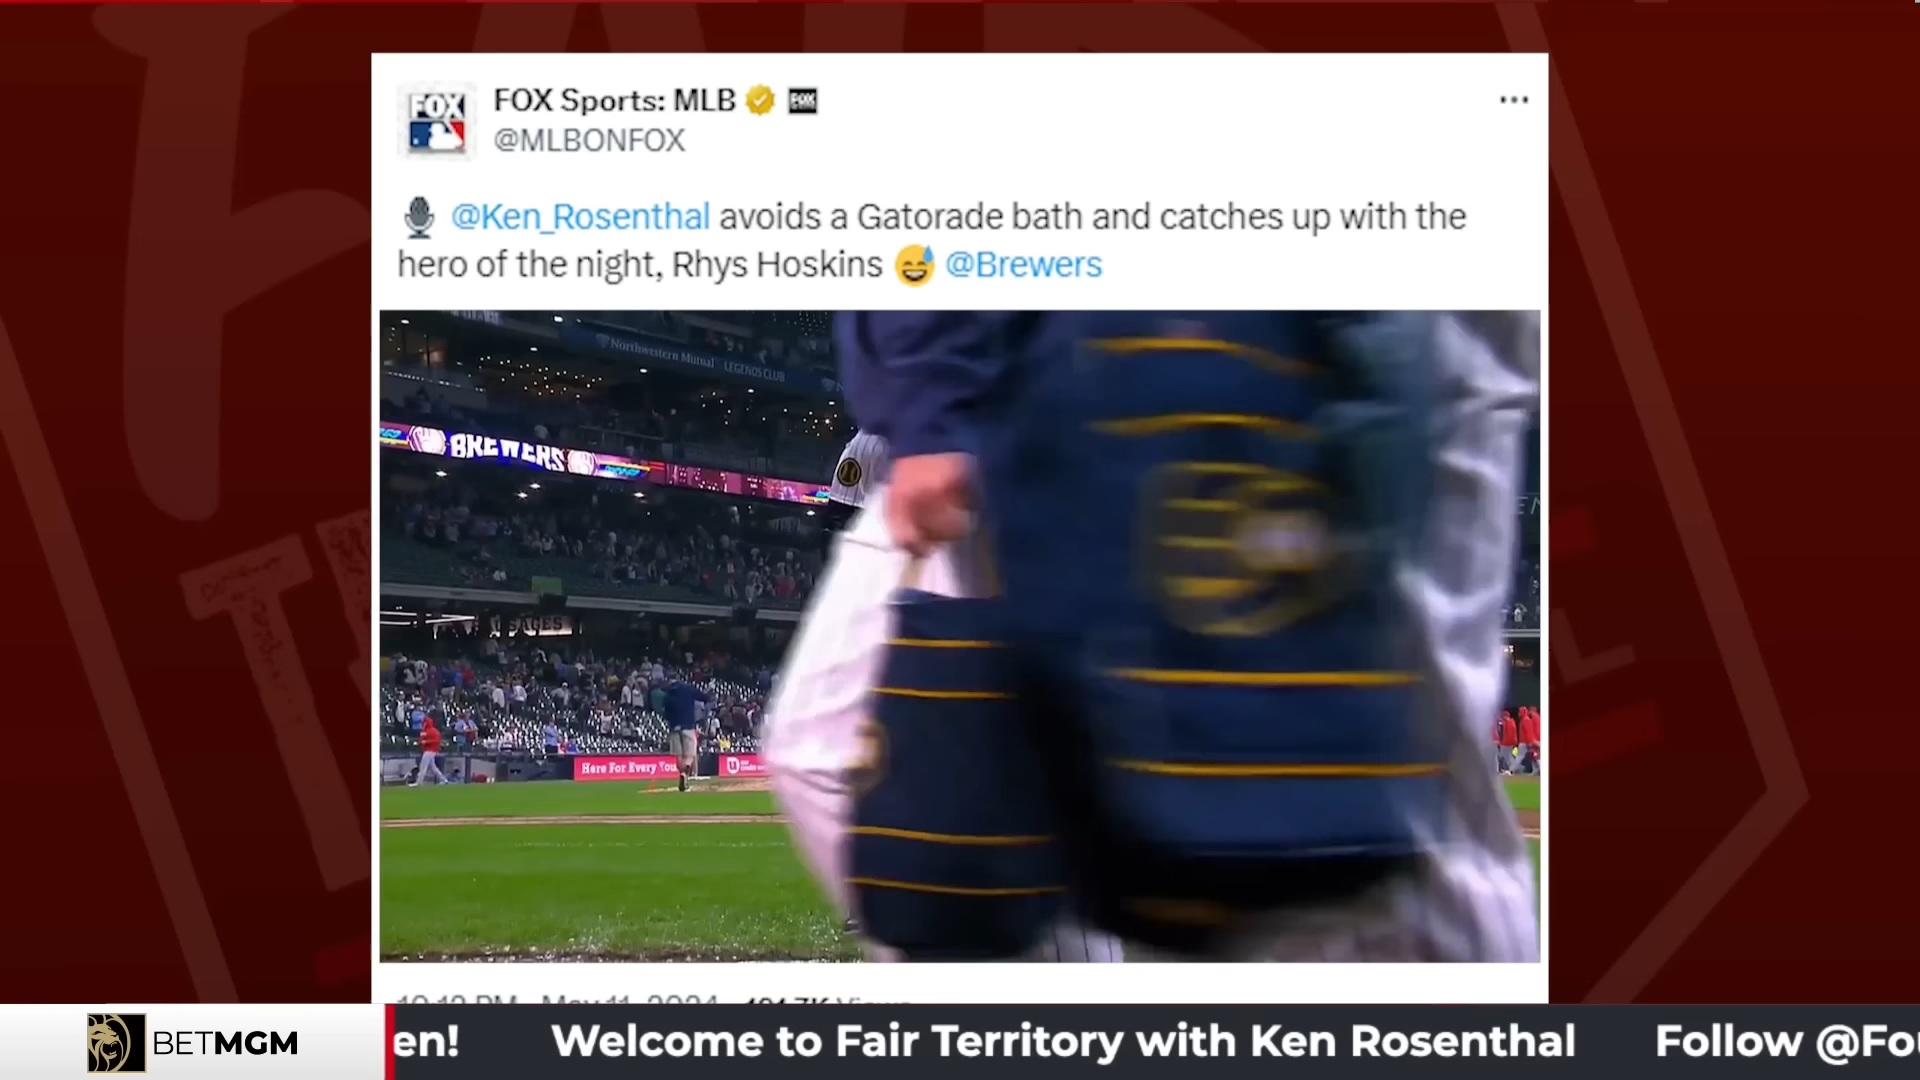 FOX Sports: MLB
FOX
@MLBONFOX
@Ken_Rosenthal avoids a Gatorade bath and catches up with the
hero of the night, Rhys Hoskins @Brewers
Northwestern Mutual LEGENDS CLUB
BREWERS
Here For Every You
BETMGM
en! Welcome to Fair Territory with Ken Rosenthal Follow @Fou